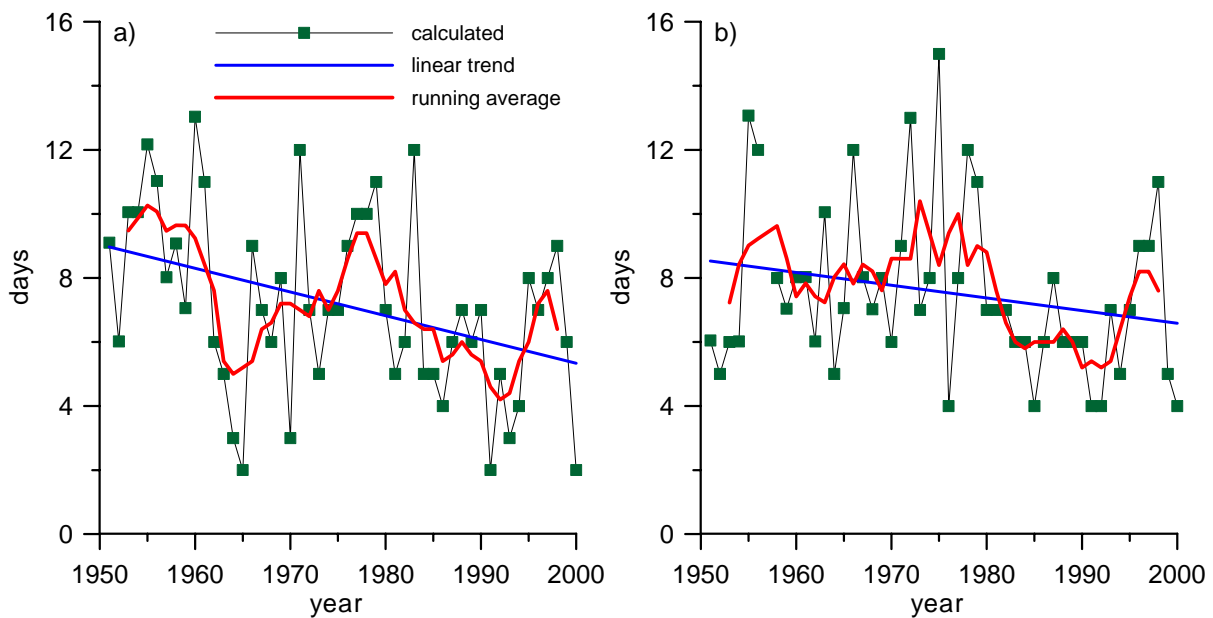 a)
calculated
linear trend
running average
days
16
12
8
4
0
1950 1960 1970 1980 1990 2000
year
b)
days
16
12
8
4
0
1950 1960 1970 1980 1990 2000
year